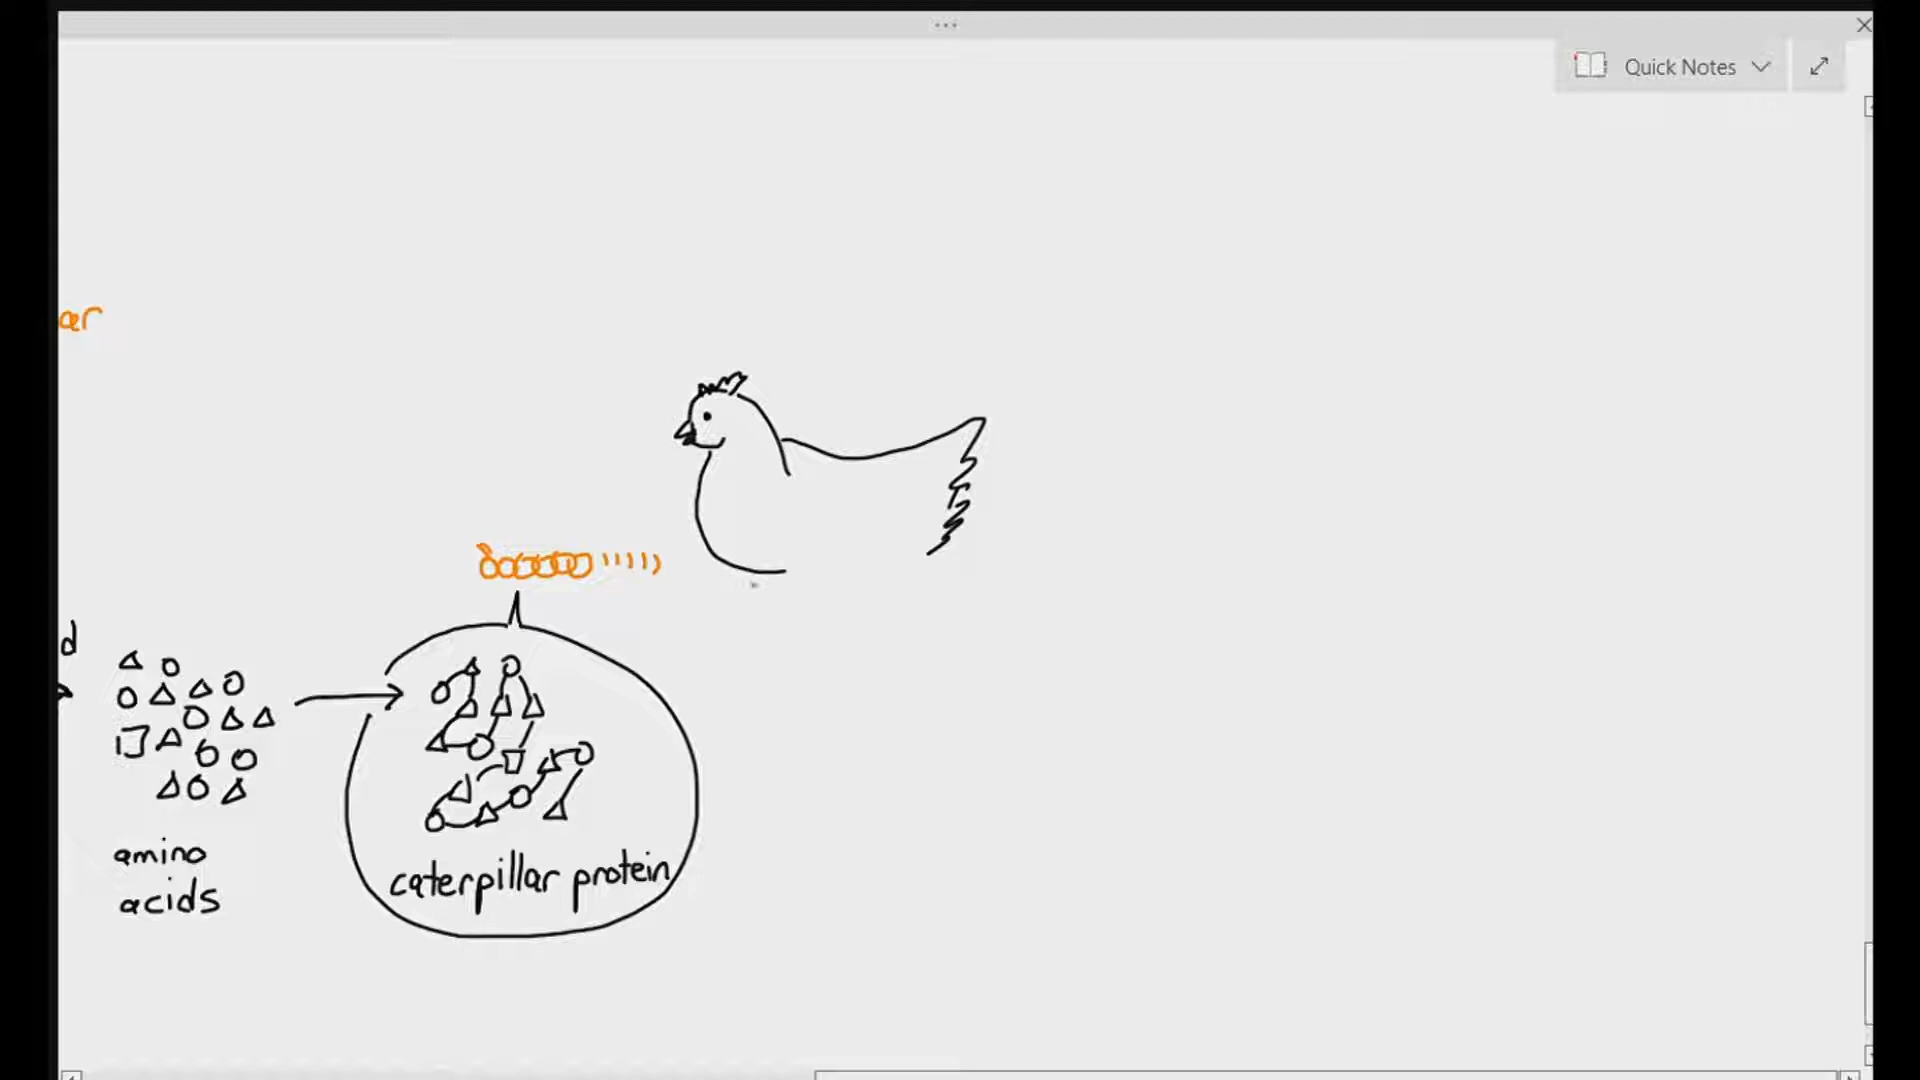 Quick Notes
ar
d
amino
acids
caterpillar protein